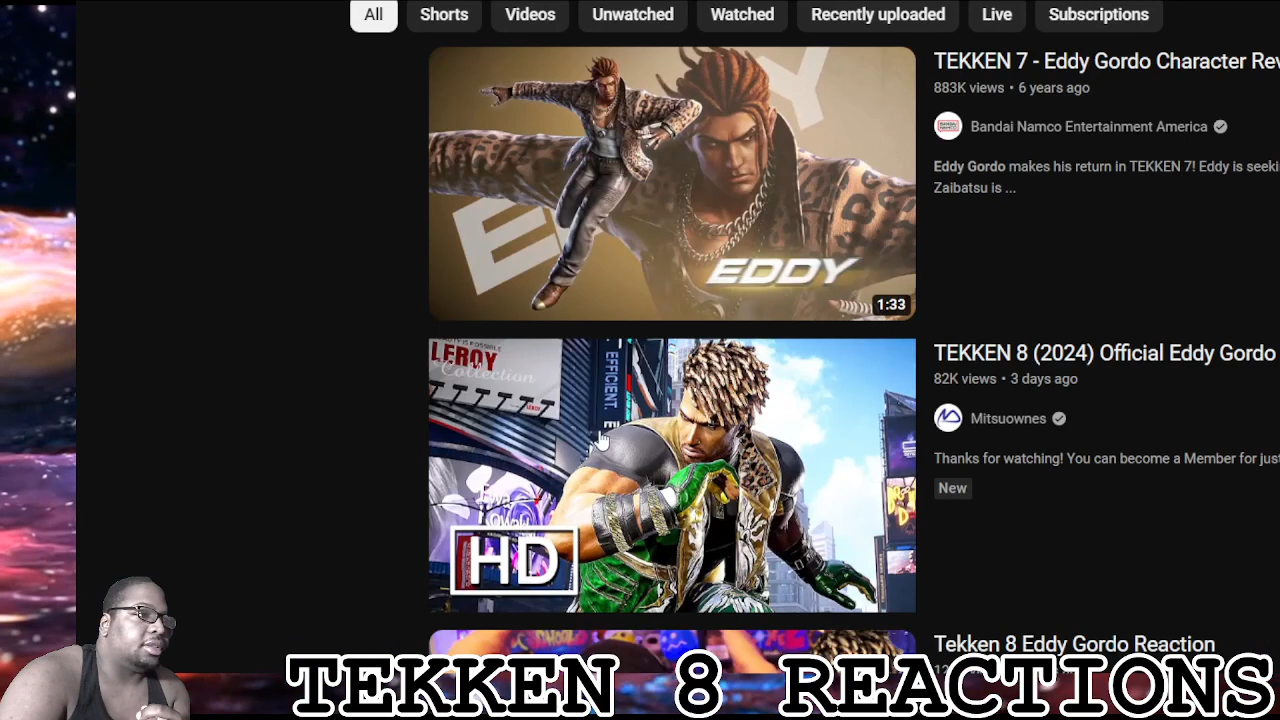 All
Shorts
Videos
Unwatched
Watched
Recently uploaded
Live
Subscriptions
EDDY
1:33
TEKKEN 7 - Eddy Gordo Character Rev
883K views • 6 years ago
BANDAI NAMCO
Bandai Namco Entertainment America
Eddy Gordo makes his return in TEKKEN 7! Eddy is seeki
Zaibatsu is ...
LEROY
Collection
EFFICIENT.
HD
TEKKEN 8 (2024) Official Eddy Gordo
82K views • 3 days ago
Mitsuownes
Thanks for watching! You can become a Member for just
New
Tekken 8 Eddy Gordo Reaction
TEKKEN 8 REACTIONS